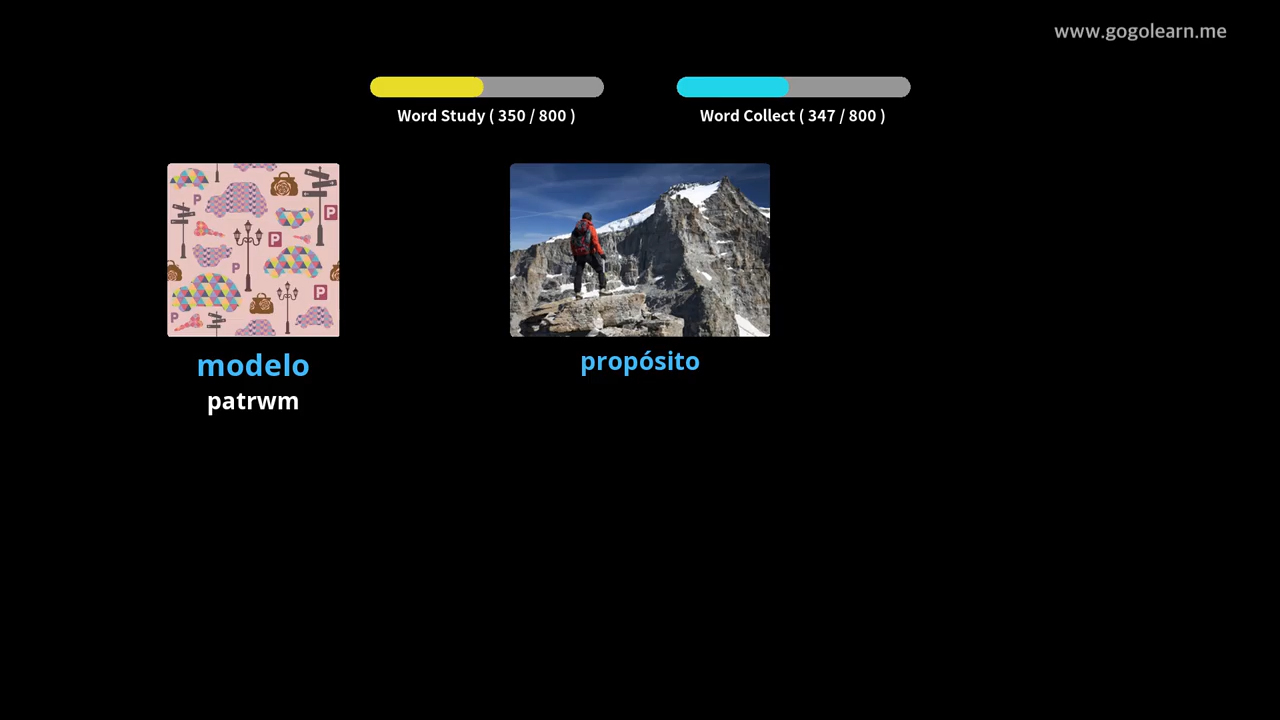 www.gogolearn.me
Word Study ( 350 / 800 )
Word Collect ( 347 / 800 )
P
P
P
P
P
P
modelo
patrwm
propósito